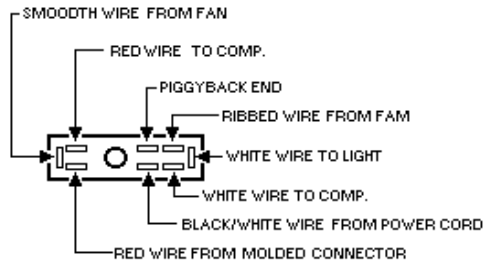 SMOODTH WIRE FROM FAN
RED WIRE TO COMP.
PIGGYBACK END
RIBBED WIRE FROM FAM
WHITE WIRE TO LIGHT
WHITE WIRE TO COMP.
BLACK/WHITE WIRE FROM POWER CORD
RED WIRE FROM MOLDED CONNECTOR